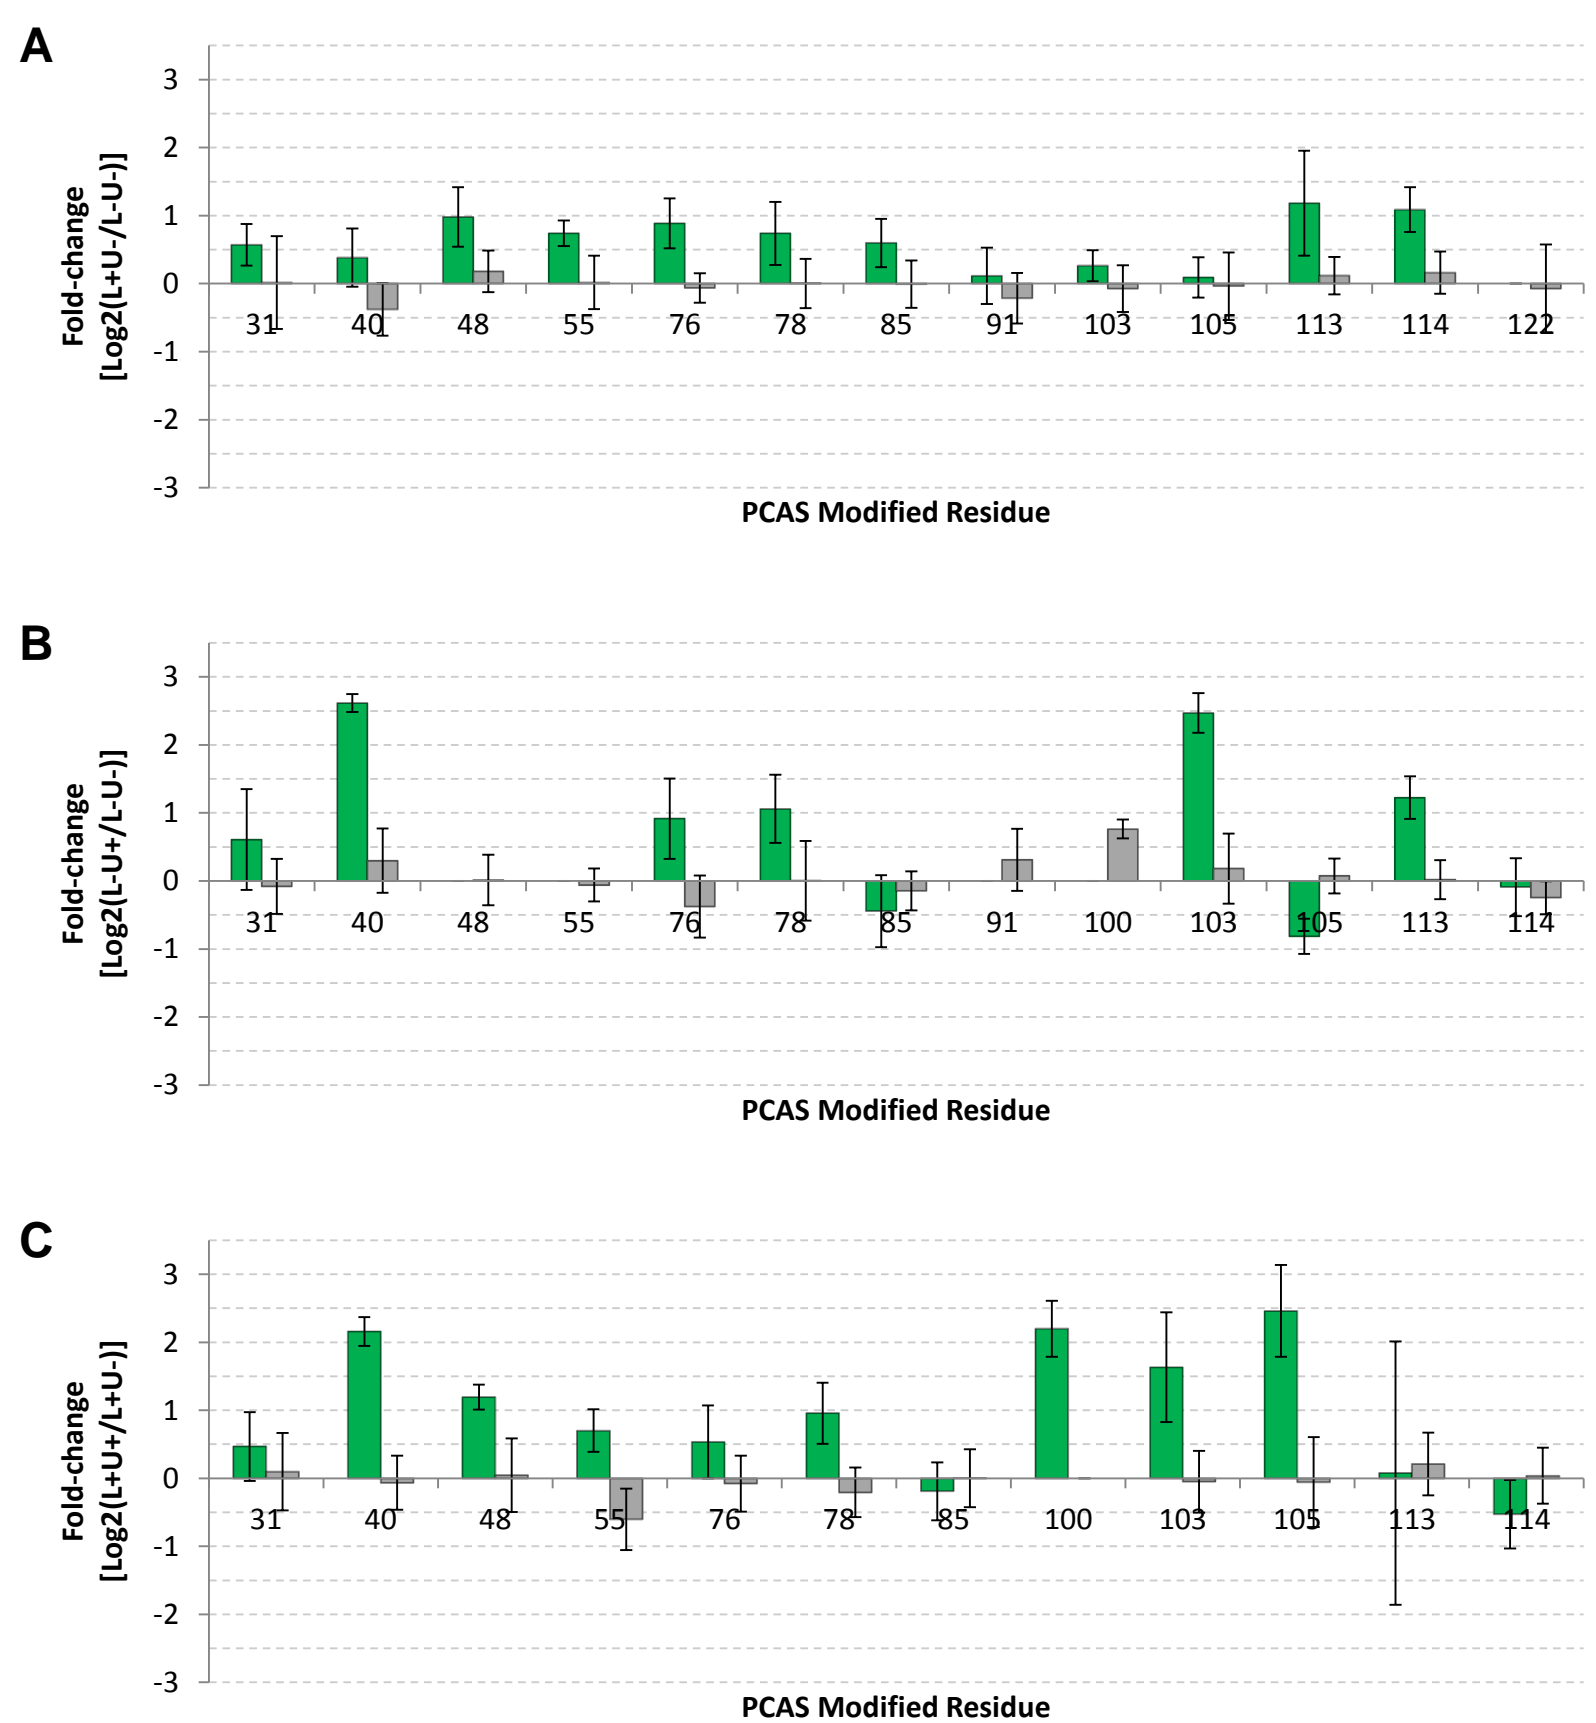 A
3
2
1
0
-1
-2
-3
Fold-change
[Log2(L+U-/L-U-)]
31 40 48 55 76 78 85 91 103 105 113 114 122
PCAS Modified Residue
B
3
2
1
0
-1
-2
-3
Fold-change
[Log2(L-U+/L-U-)]
31 40 48 55 76 78 85 91 100 103 105 113 114
PCAS Modified Residue
C
3
2
1
0
-1
-2
-3
Fold-change
[Log2(L+U+/L+U-)]
31 40 48 55 76 78 85 100 103 105 113 114
PCAS Modified Residue